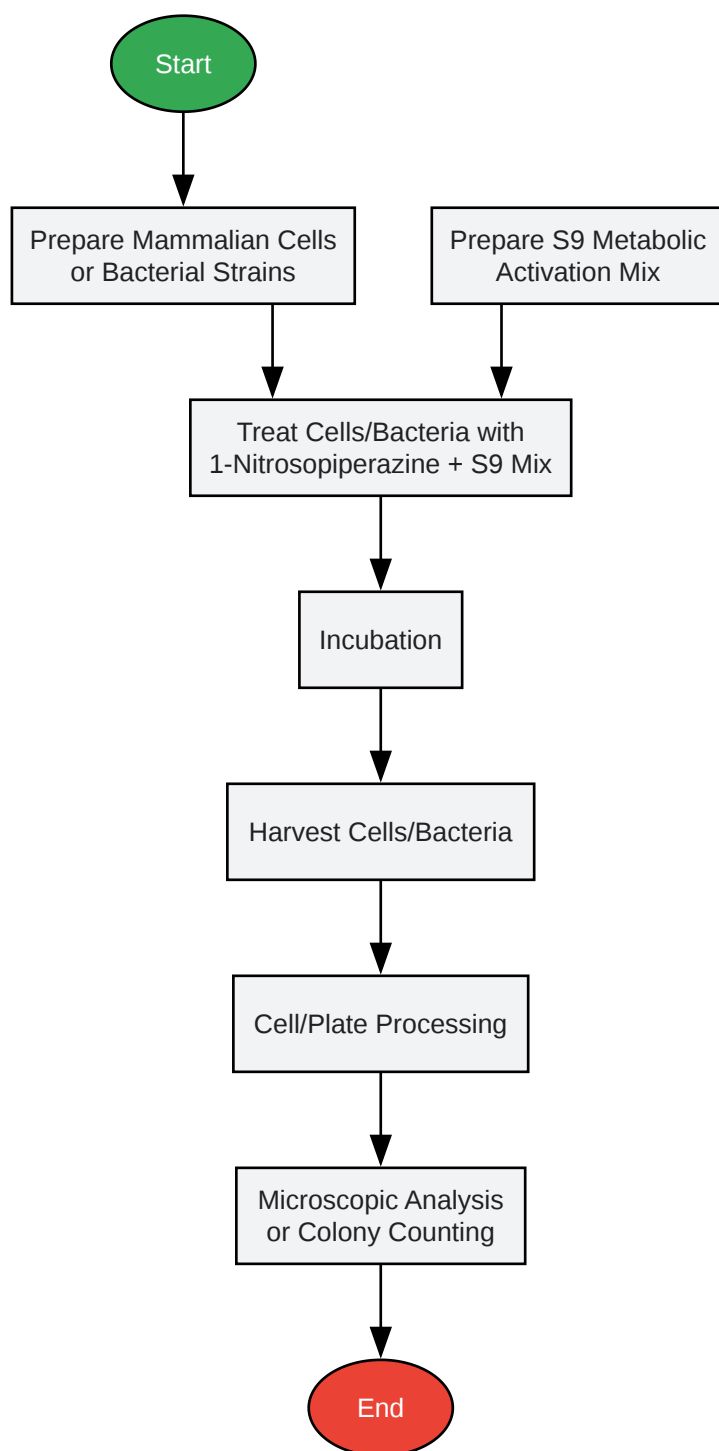 Start
Prepare Mammalian Cells
or Bacterial Strains
Prepare S9 Metabolic
Activation Mix
Treat Cells/Bacteria with
1-Nitrosopiperazine + S9 Mix
Incubation
Harvest Cells/Bacteria
Cell/Plate Processing
Microscopic Analysis
or Colony Counting
End